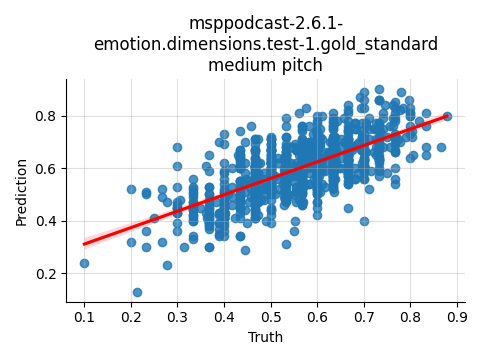 msppodcast-2.6.1-
emotion.dimensions.test-1.gold_standard
medium pitch
Prediction
0.8
0.6
0.4
0.2
0.1 0.2 0.3 0.4 0.5 0.6 0.7 0.8 0.9
Truth